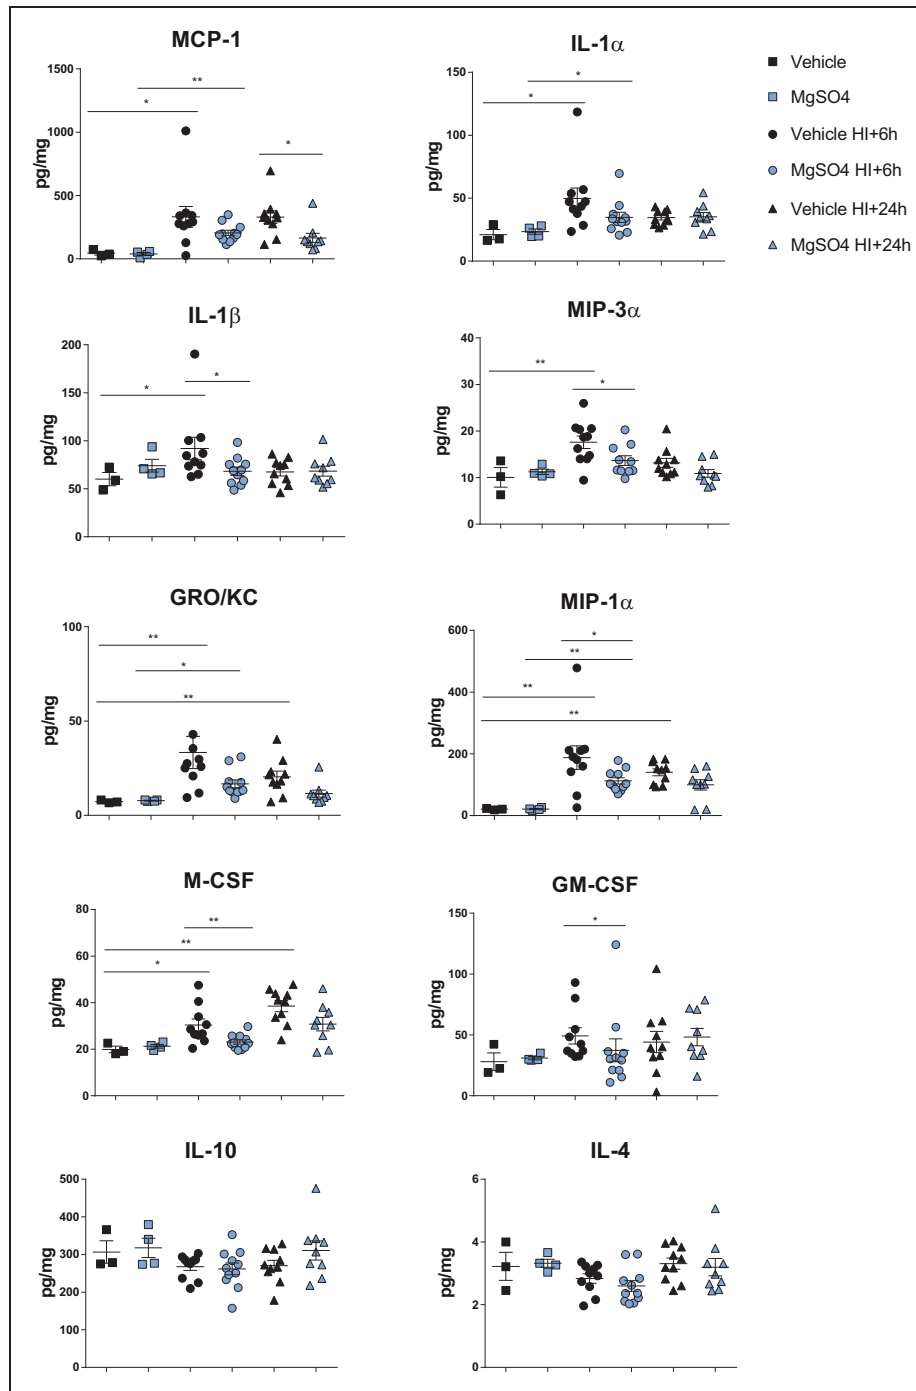 MCP-1
1500
1000
500
0
pg/mg
*
**
*
IL-1α
150
100
50
0
pg/mg
*
*
Vehicle
MgSO4
Vehicle HI+6h
MgSO4 HI+6h
Vehicle HI+24h
MgSO4 HI+24h
IL-1β
200
150
100
50
0
pg/mg
*
*
MIP-3α
40
30
20
10
0
pg/mg
**
*
GRO/KC
100
50
0
pg/mg
**
*
**
MIP-1α
600
400
200
0
pg/mg
*
**
**
**
M-CSF
80
60
40
20
0
pg/mg
**
**
*
GM-CSF
150
100
50
0
pg/mg
*
IL-10
500
400
300
200
100
0
pg/mg
IL-4
6
4
2
0
pg/mg